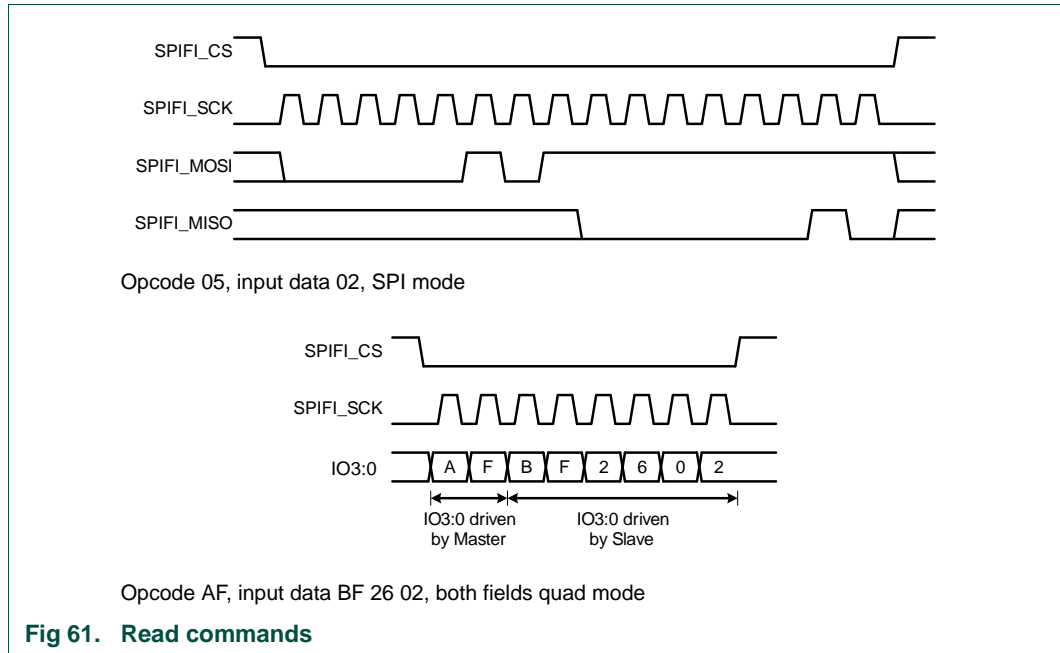 SPIFI_CS
SPIFI_SCK
SPIFI_MOSI
SPIFI_MISO
Opcode 05, input data 02, SPI mode
SPIFI_CS
SPIFI_SCK
IO3:0 A F B F 2 6 0 2
IO3:0 driven by Master
IO3:0 driven by Slave
Opcode AF, input data BF 26 02, both fields quad mode
Fig 61. Read commands